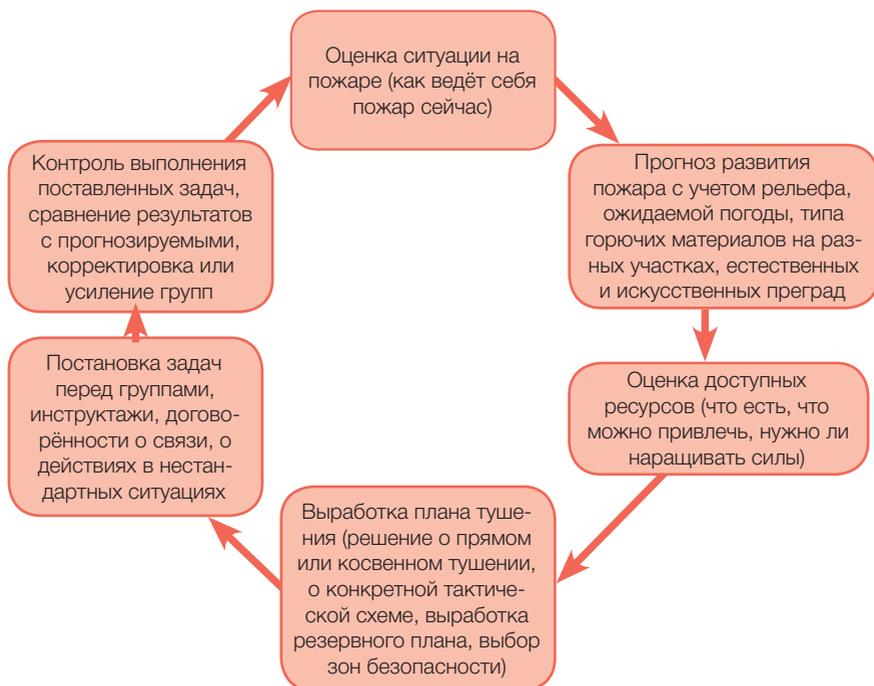 Оценка ситуации на
пожаре (как ведёт себя
пожар сейчас)
Прогноз развития
пожара с учетом рельефа,
ожидаемой погоды, типа
горючих материалов на раз-
ных участках, естественных
и искусственных преград
Оценка доступных
ресурсов (что есть, что
можно привлечь, нужно ли
наращивать силы)
Выработка плана туше-
ния (решение о прямом
или косвенном тушении,
о конкретной тактиче-
ской схеме, выработка
резервного плана, выбор
зон безопасности)
Постановка задач
перед группами,
инструктажи, догово-
рённости о связи, о
действиях в нестан-
дартных ситуациях
Контроль выполнения
поставленных задач,
сравнение результатов
с прогнозируемыми,
корректировка или
усиление групп